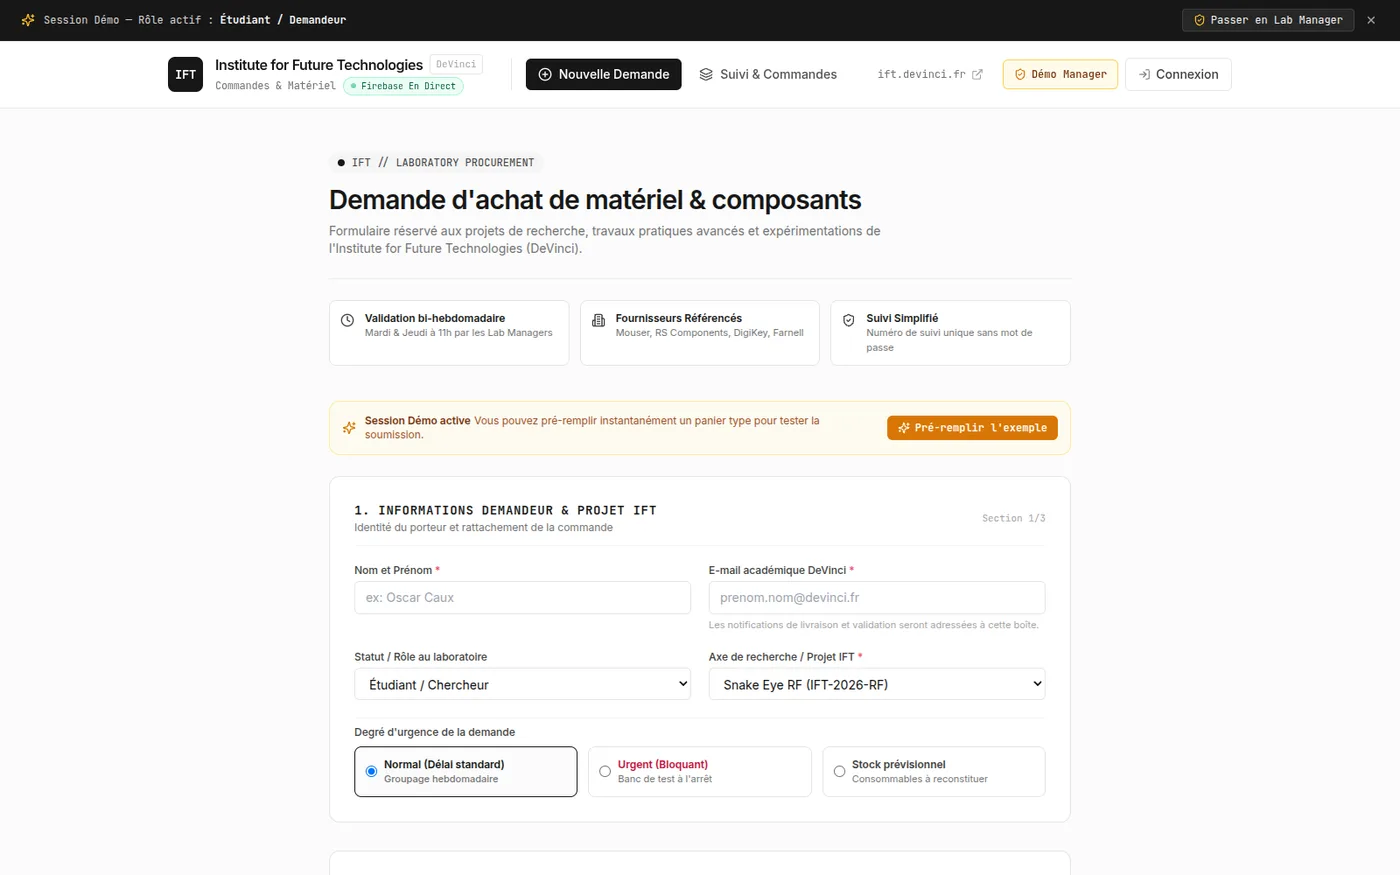 Session Démo — Rôle actif : Étudiant / Demandeur
Passer en Lab Manager
IFT
Institute for Future Technologies
DeVinci
Commandes & Matériel
Firebase En Direct
Nouvelle Demande
Suivi & Commandes
ift.devinci.fr
Démo Manager
Connexion
IFT // LABORATORY PROCUREMENT
Demande d'achat de matériel & composants
Formulaire réservé aux projets de recherche, travaux pratiques avancés et expérimentations de
l'Institute for Future Technologies (DeVinci).
Validation bi-hebdomadaire
Mardi & Jeudi à 11h par les Lab Managers
Fournisseurs Référencés
Mouser, RS Components, DigiKey, Farnell
Suivi Simplifié
Numéro de suivi unique sans mot de
passe
Session Démo active Vous pouvez pré-remplir instantanément un panier type pour tester la
soumission.
Pré-remplir l'exemple
1. INFORMATIONS DEMANDEUR & PROJET IFT
Identité du porteur et rattachement de la commande
Section 1/3
Nom et Prénom *
ex: Oscar Caux
E-mail académique DeVinci *
prenom.nom@devinci.fr
Les notifications de livraison et validation seront adressées à cette boîte.
Statut / Rôle au laboratoire
Étudiant / Chercheur
Axe de recherche / Projet IFT *
Snake Eye RF (IFT-2026-RF)
Degré d'urgence de la demande
Normal (Délai standard)
Groupage hebdomadaire
Urgent (Bloquant)
Banc de test à l'arrêt
Stock prévisionnel
Consommables à reconstituer